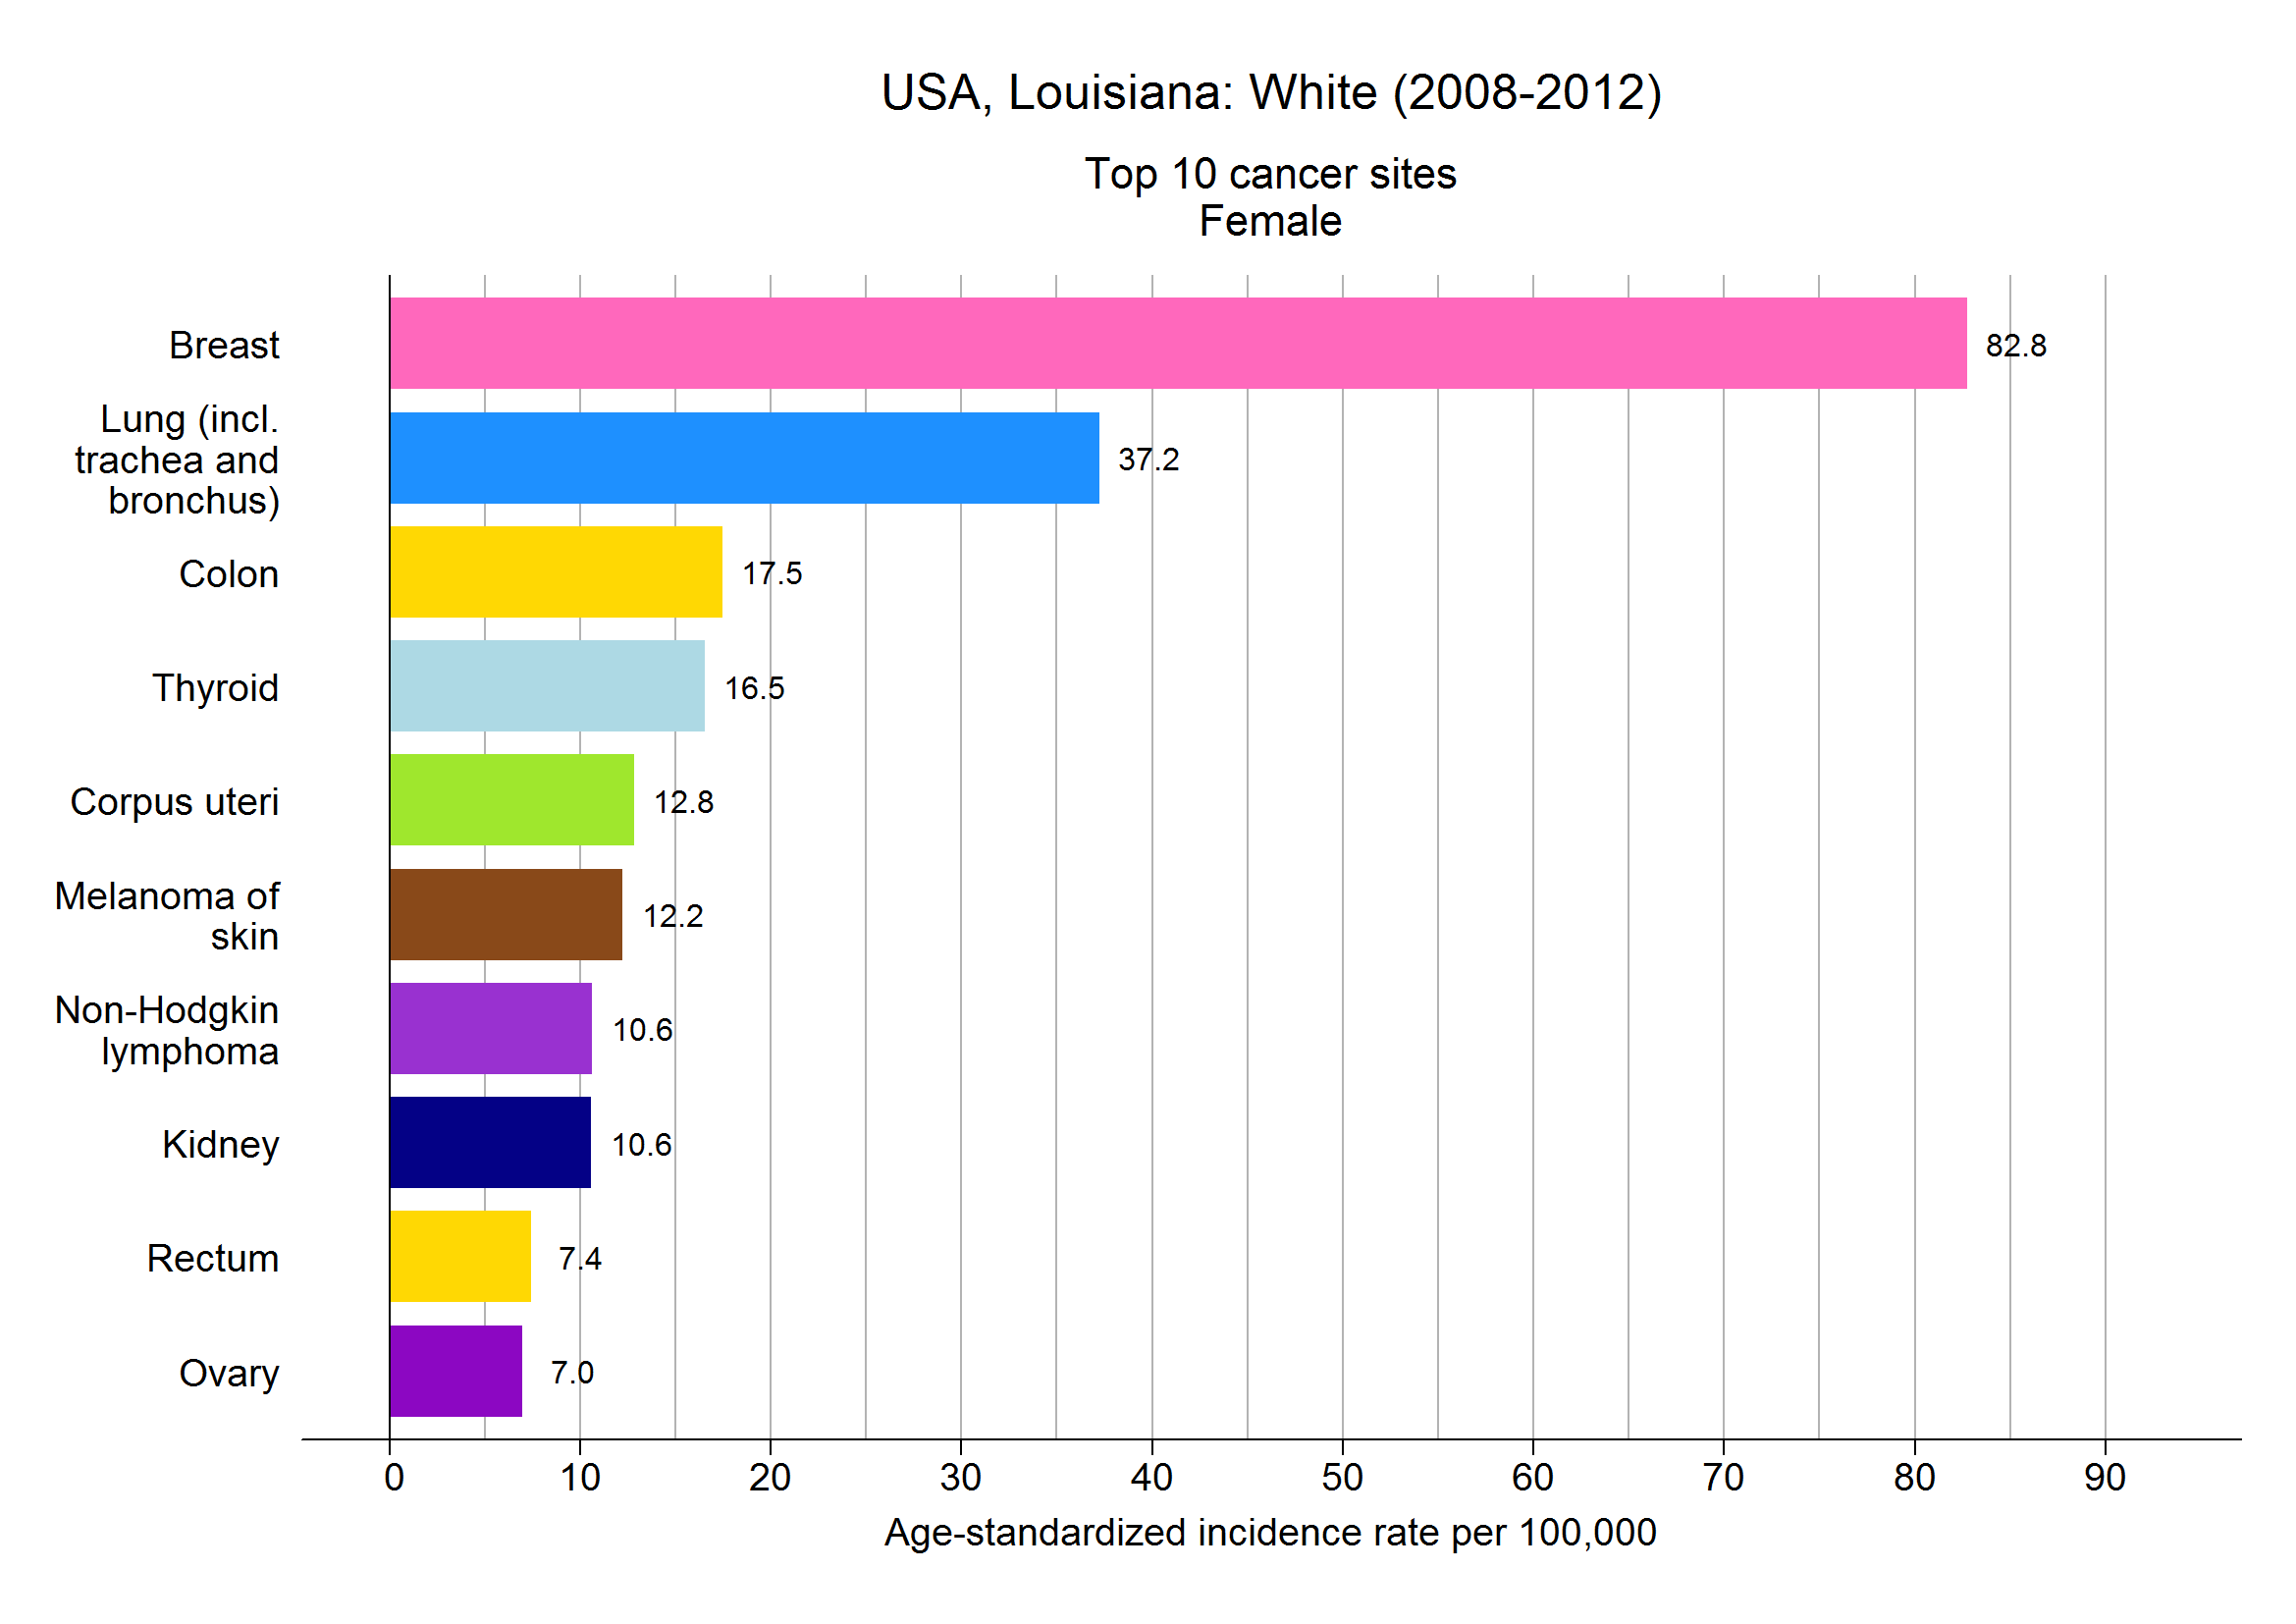 USA, Louisiana: White (2008-2012)
Top 10 cancer sites
Female
Breast
82.8
Lung (incl.
trachea and
bronchus)
37.2
Colon
17.5
Thyroid
16.5
Corpus uteri
12.8
Melanoma of
skin
12.2
Non-Hodgkin
lymphoma
10.6
Kidney
10.6
Rectum
7.4
Ovary
7.0
0 10 20 30 40 50 60 70 80 90
Age-standardized incidence rate per 100,000